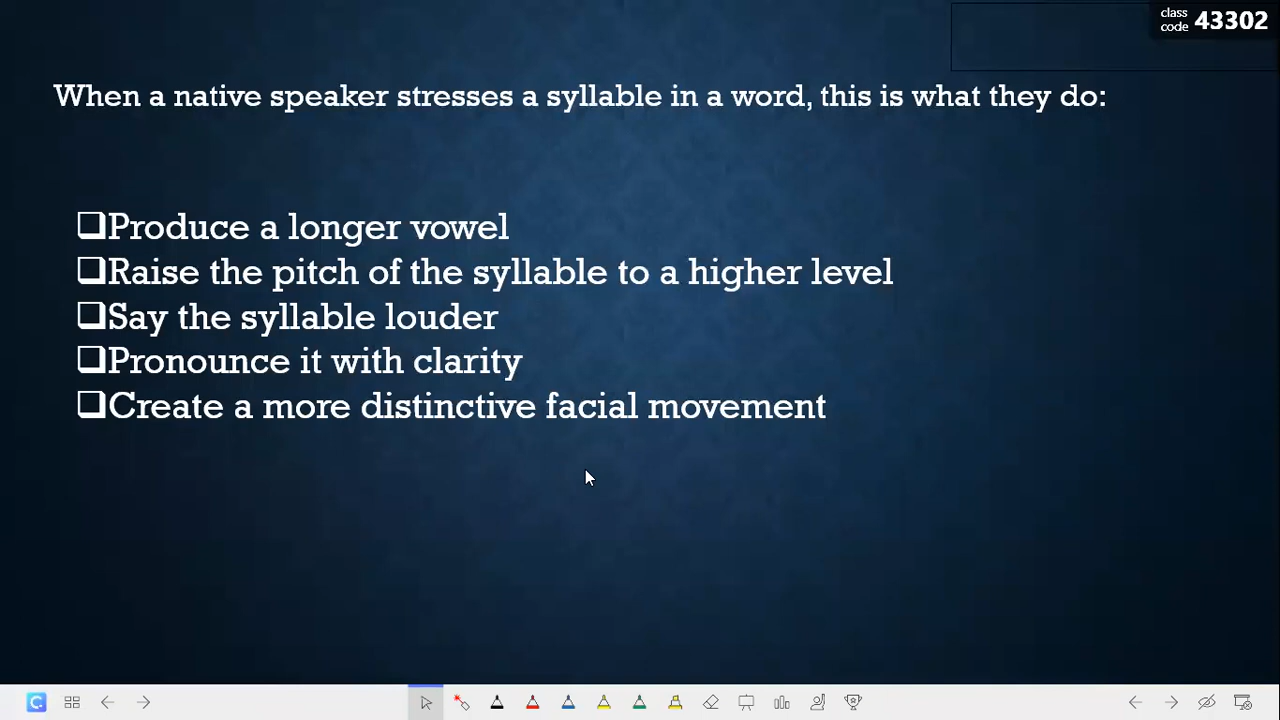 class code 43302
When a native speaker stresses a syllable in a word, this is what they do:
❑Produce a longer vowel
❑Raise the pitch of the syllable to a higher level
❑Say the syllable louder
❑Pronounce it with clarity
❑Create a more distinctive facial movement